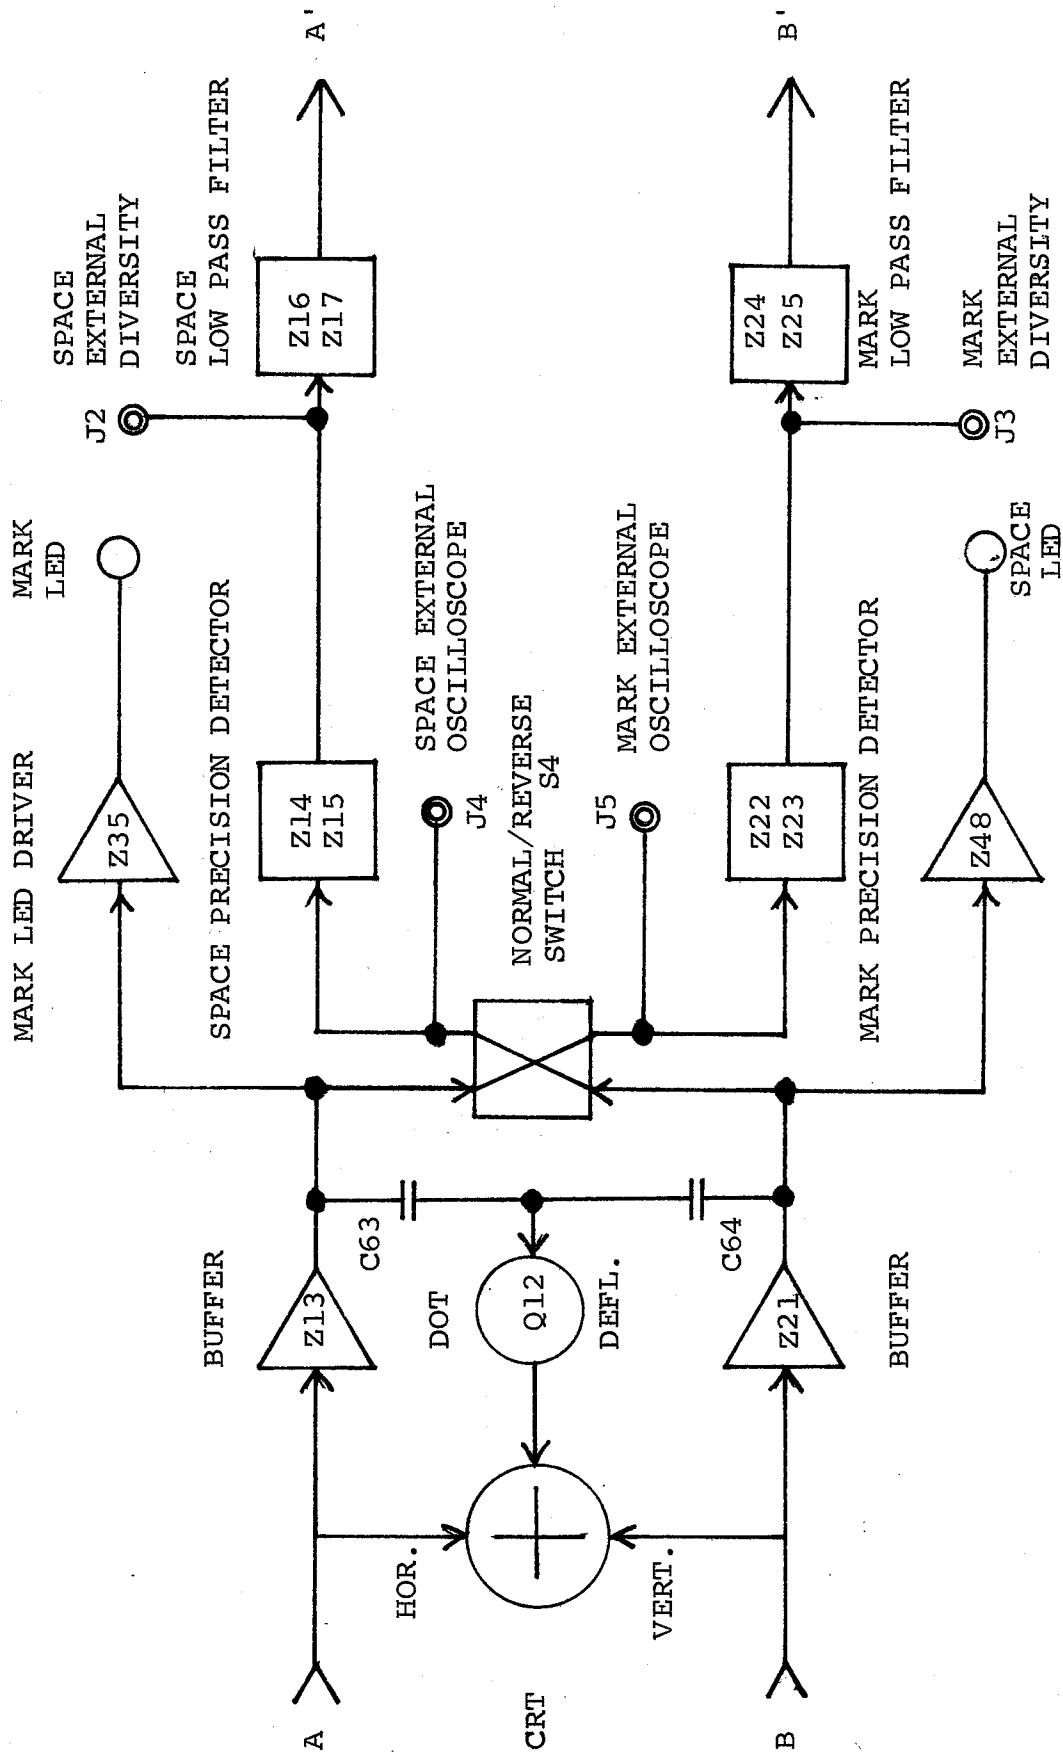 MARK LED DRIVER
MARK
LED
Z35
SPACE
EXTERNAL
DIVERSITY
J2
BUFFER
SPACE PRECISION DETECTOR
SPACE
LOW PASS FILTER
A
Z13
Z14
Z15
Z16
Z17
A'
C63
HOR.
DOT
SPACE EXTERNAL
OSCILLOSCOPE
J4
CRT
Q12
NORMAL/REVERSE
SWITCH S4
DEFL.
J5
MARK EXTERNAL
OSCILLOSCOPE
VERT.
C64
B
Z21
Z22
Z23
Z24
Z25
B'
BUFFER
MARK PRECISION DETECTOR
MARK
LOW PASS FILTER
Z48
J3
MARK
EXTERNAL
DIVERSITY
SPACE
LED